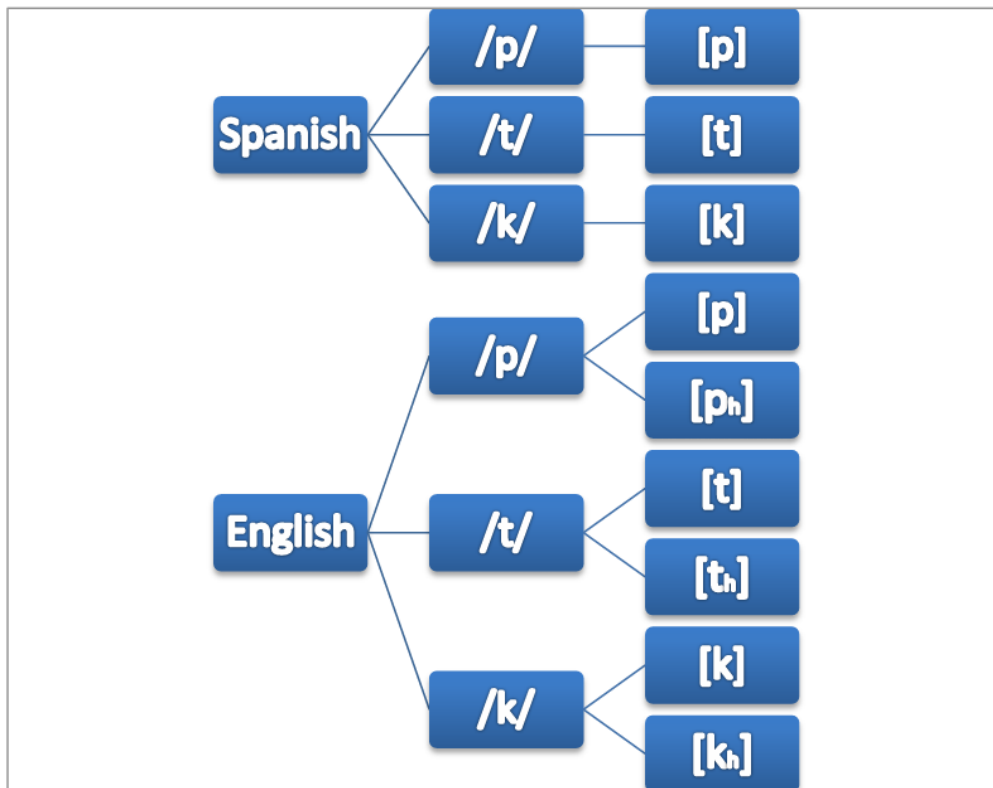 Spanish
/p/
[p]
/t/
[t]
/k/
[k]
English
/p/
[p]
[pₕ]
/t/
[t]
[tₕ]
/k/
[k]
[kₕ]